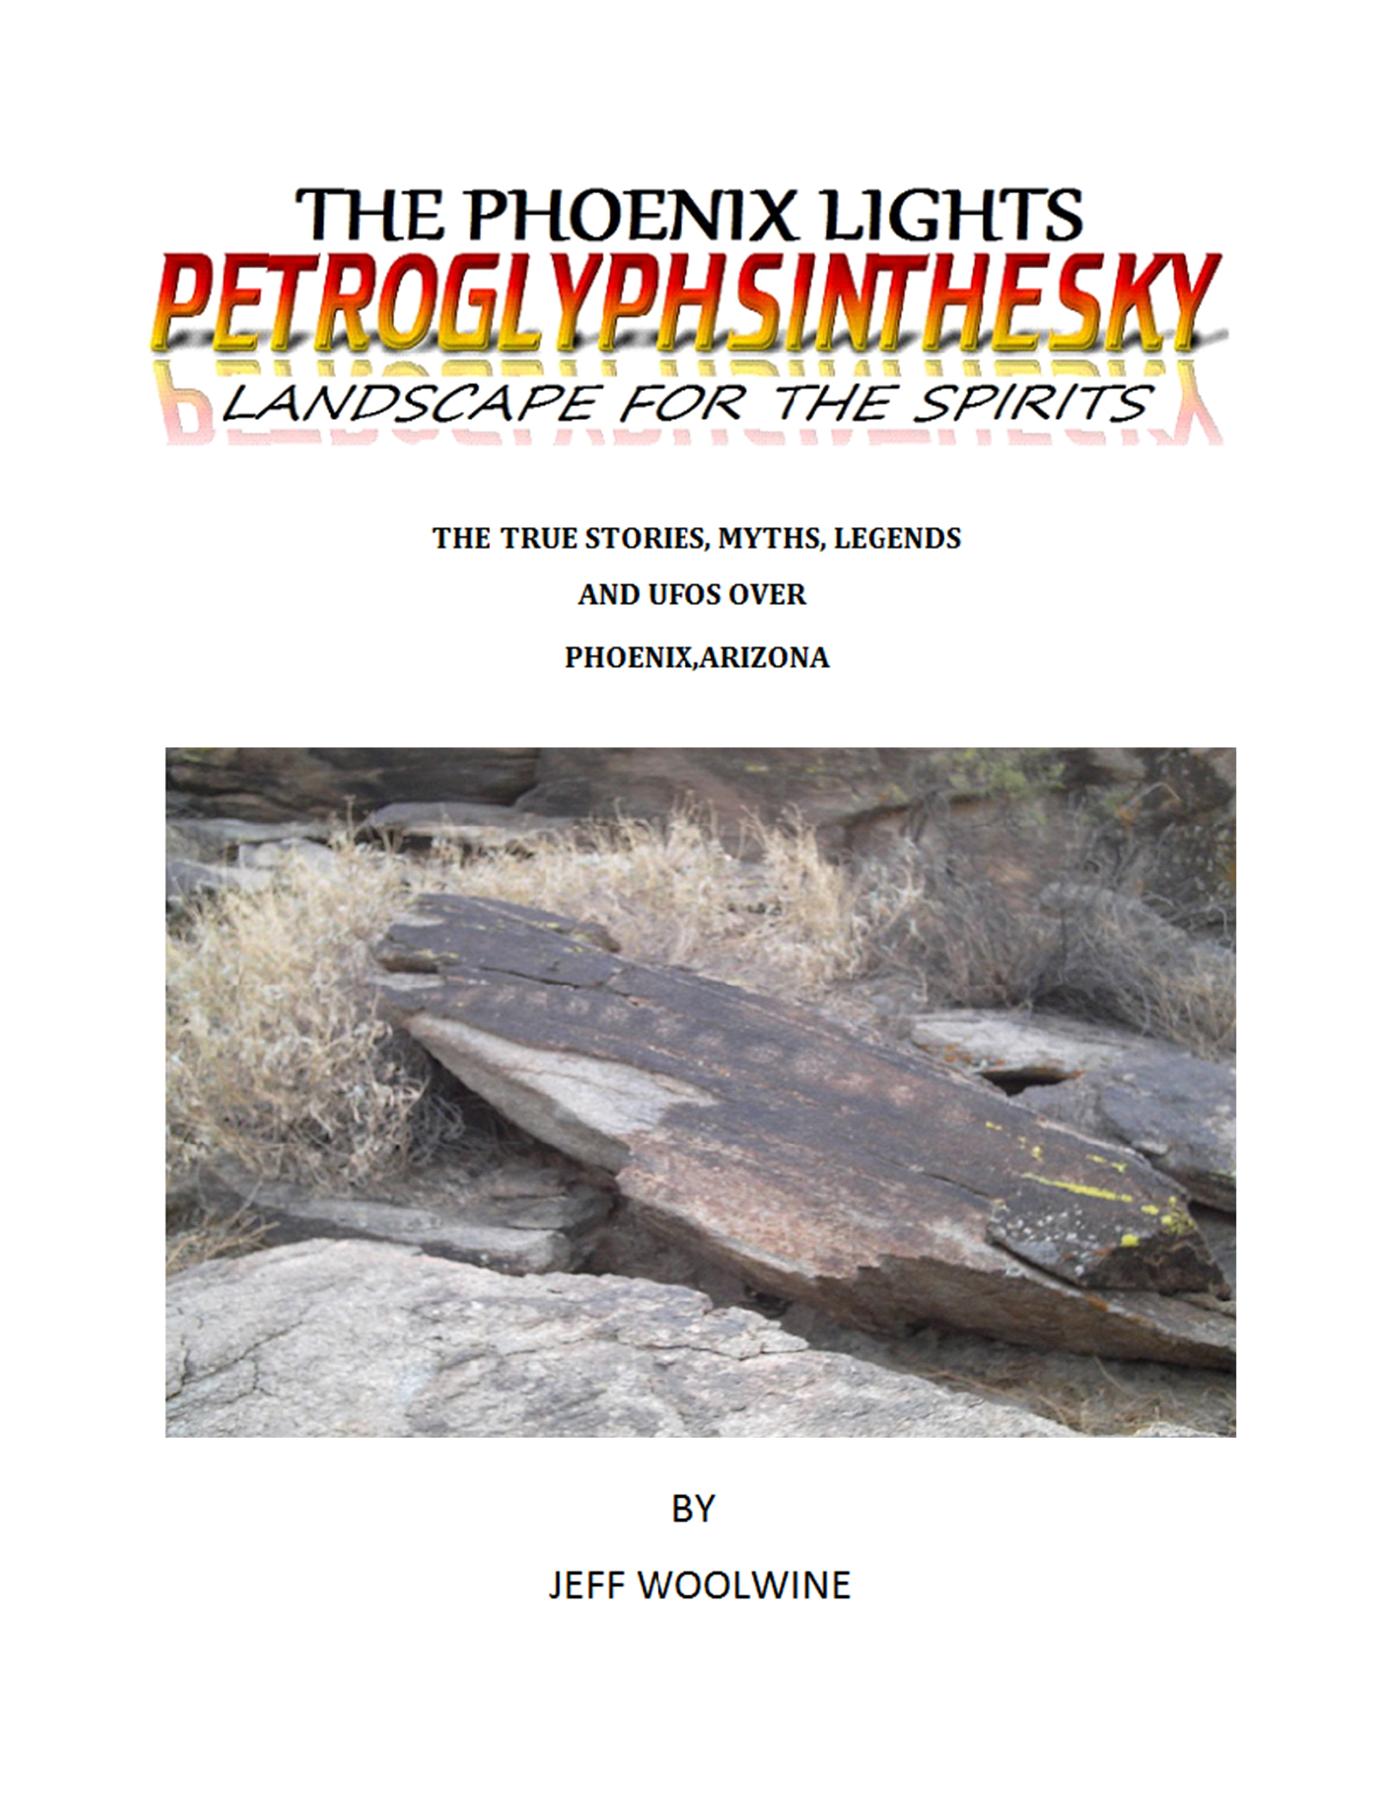 THE PHOENIX LIGHTS
PETROGLYPHSINTHESKY
LANDSCAPE FOR THE SPIRITS
THE TRUE STORIES, MYTHS, LEGENDS
AND UFOS OVER
PHOENIX,ARIZONA
BY
JEFF WOOLWINE